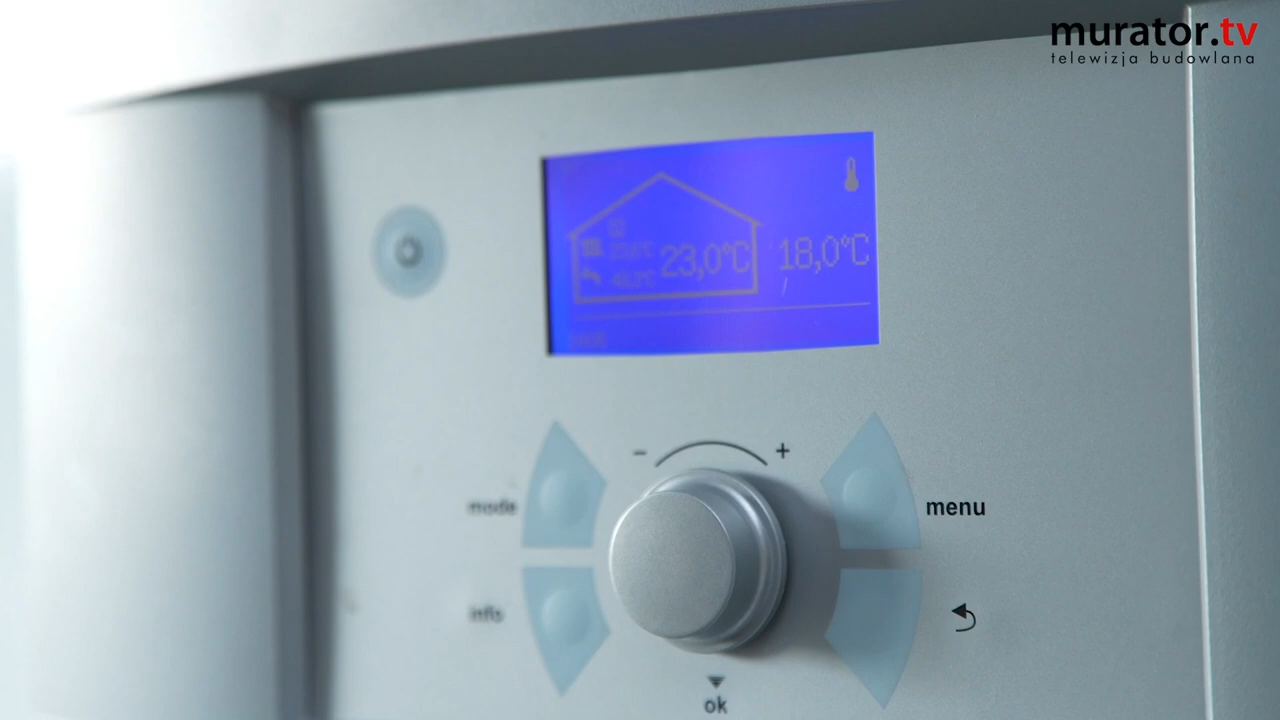 murator.tv
telewizja budowlana
23,0°C
18,0°C
- +
mode
menu
info
ok